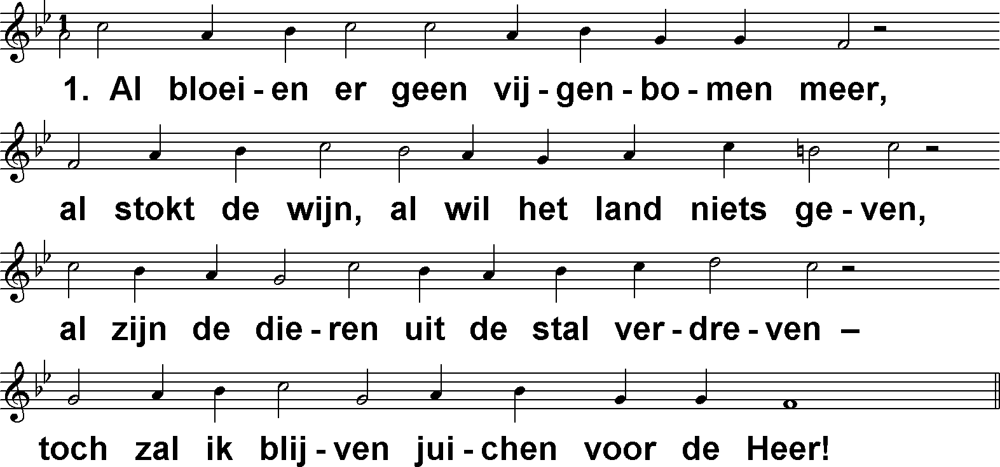 1. Al bloei - en er geen vij - gen - bo - men meer,
al stokt de wijn, al wil het land niets ge - ven,
al zijn de die - ren uit de stal ver - dre - ven –
toch zal ik blij - ven jui - chen voor de Heer!